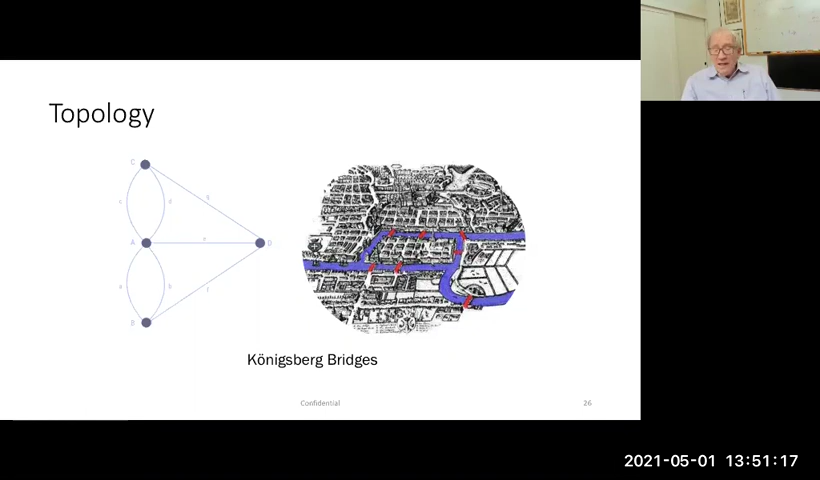 Topology
C
c
d
g
A
e
D
a
b
f
B
Königsberg Bridges
Confidential
26
2021-05-01 13:51:17